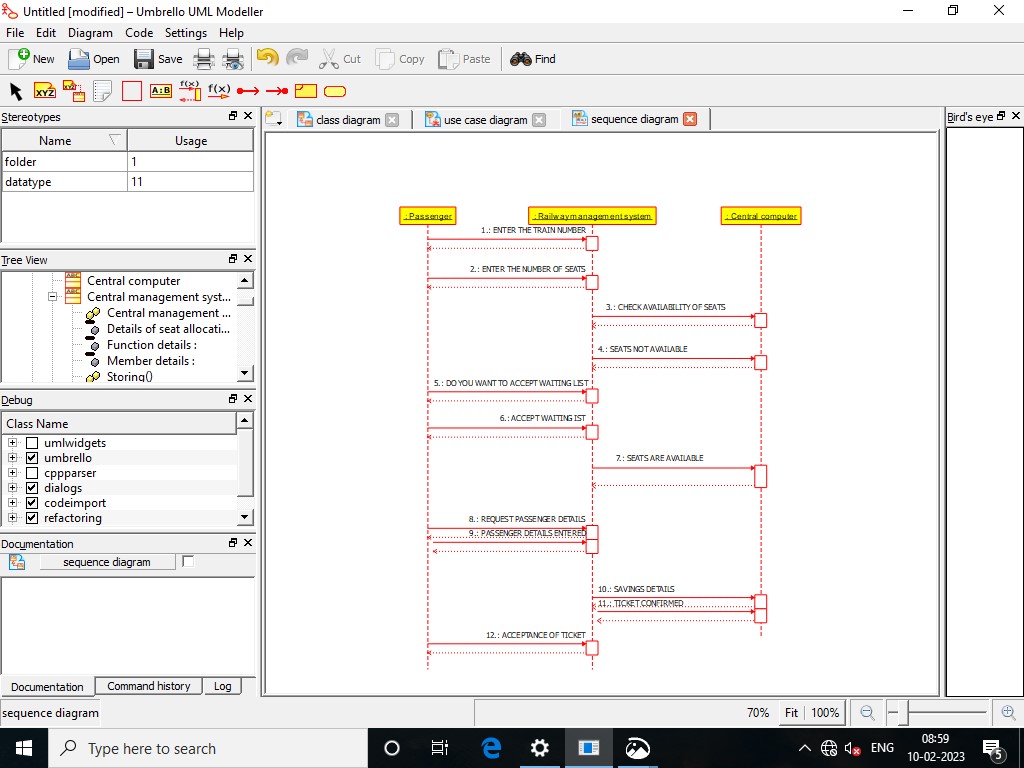 Untitled [modified] – Umbrello UML Modeller
File Edit Diagram Code Settings Help
New Open Save Cut Copy Paste Find
XYZ XYZ A:B f(x) f(x)
Stereotypes
Name Usage
folder 1
datatype 11
Tree View
Central computer
Central management syst...
Central management ...
Details of seat allocati...
Function details :
Member details :
Storing()
Debug
Class Name
umlwidgets
umbrello
cppparser
dialogs
codeimport
refactoring
Documentation
sequence diagram
Documentation Command history Log
class diagram use case diagram sequence diagram
: Passenger : Railway management system : Central computer
1.: ENTER THE TRAIN NUMBER
2.: ENTER THE NUMBER OF SEATS
3.: CHECK AVAILABILITY OF SEATS
4.: SEATS NOT AVAILABLE
5.: DO YOU WANT TO ACCEPT WAITING LIST
6.: ACCEPT WAITING IST
7.: SEATS ARE AVAILABLE
8.: REQUEST PASSENGER DETAILS
9.: PASSENGER DETAILS ENTERED
10.: SAVINGS DETAILS
11.: TICKET CONFIRMED
12.: ACCEPTANCE OF TICKET
Bird's eye
sequence diagram 70% Fit 100%
Type here to search
ENG 08:59
10-02-2023
5